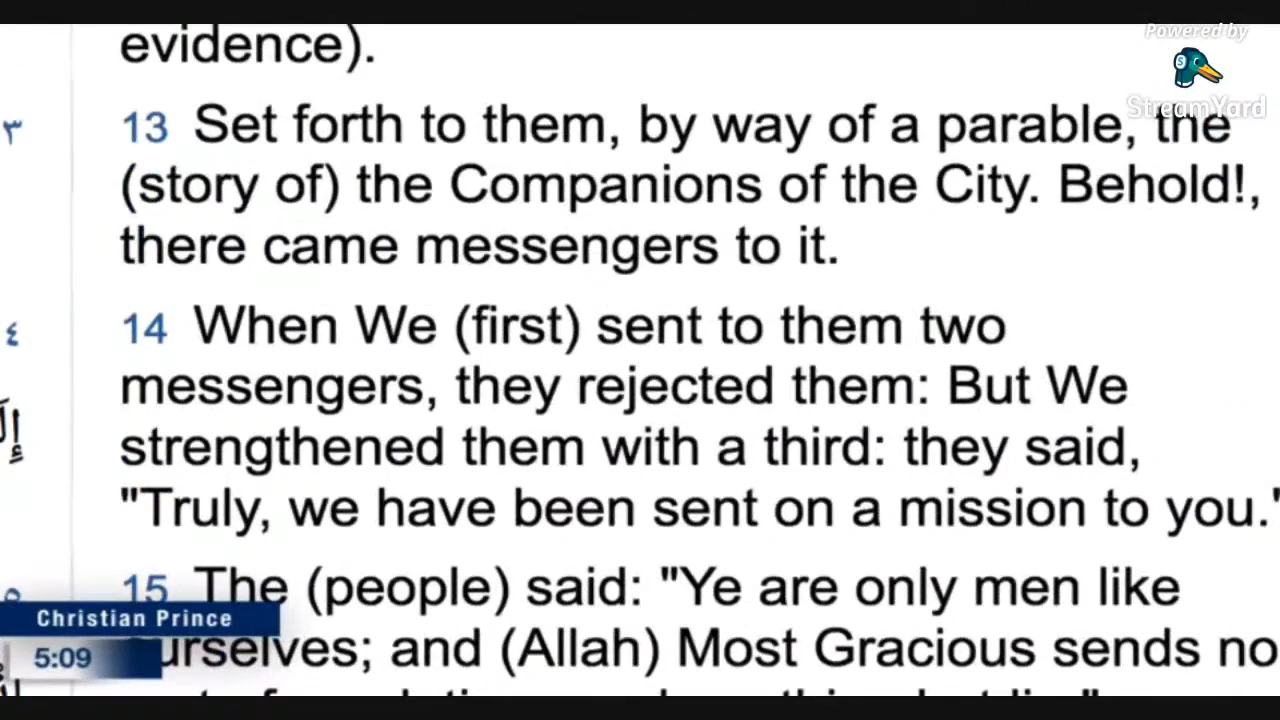 Powered by
StreamYard
evidence).
٣
13 Set forth to them, by way of a parable, the
(story of) the Companions of the City. Behold!,
there came messengers to it.
٤
14 When We (first) sent to them two
messengers, they rejected them: But We
strengthened them with a third: they said,
"Truly, we have been sent on a mission to you."
15 The (people) said: "Ye are only men like
ourselves; and (Allah) Most Gracious sends no
Christian Prince
5:09